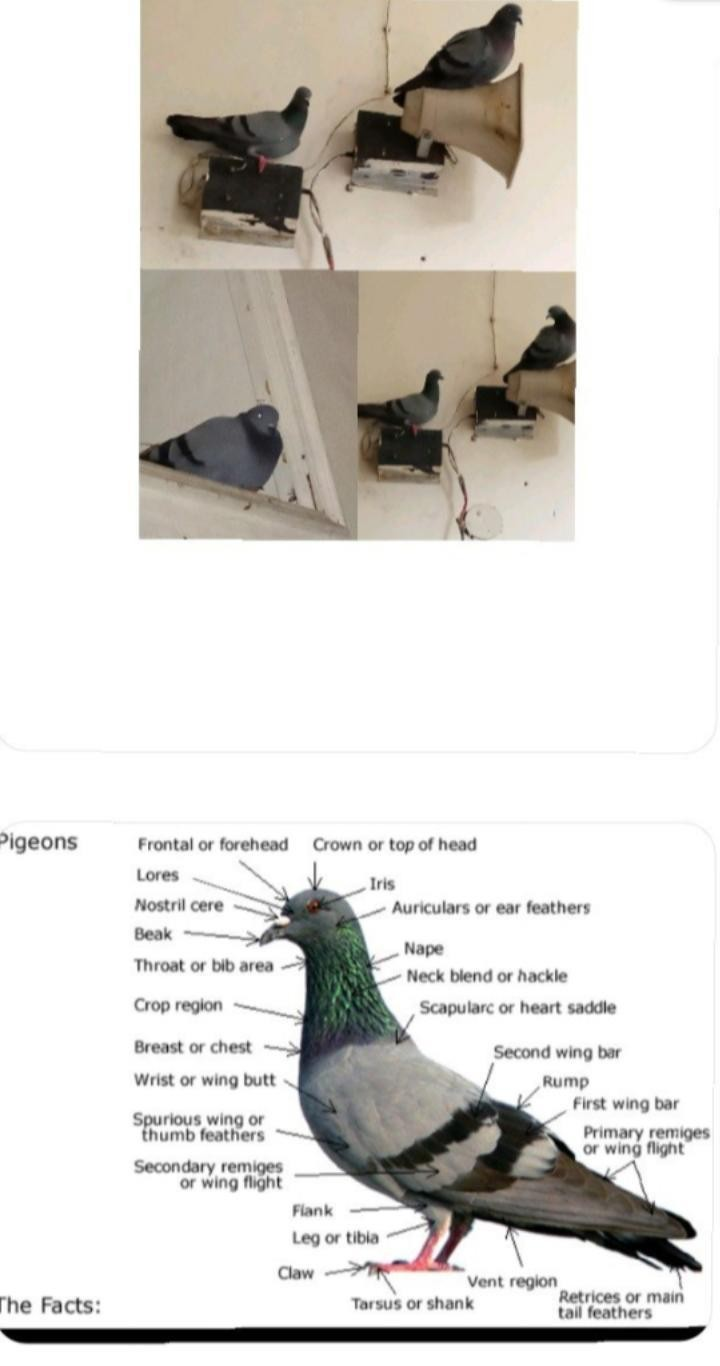 Pigeons
Frontal or forehead
Crown or top of head
Lores
Iris
Nostril cere
Auriculars or ear feathers
Beak
Nape
Throat or bib area
Neck blend or hackle
Crop region
Scapularc or heart saddle
Breast or chest
Second wing bar
Wrist or wing butt
Rump
First wing bar
Spurious wing or
thumb feathers
Primary remiges
or wing flight
Secondary remiges
or wing flight
Flank
Leg or tibia
Claw
Vent region
Tarsus or shank
Retrices or main
tail feathers
The Facts: